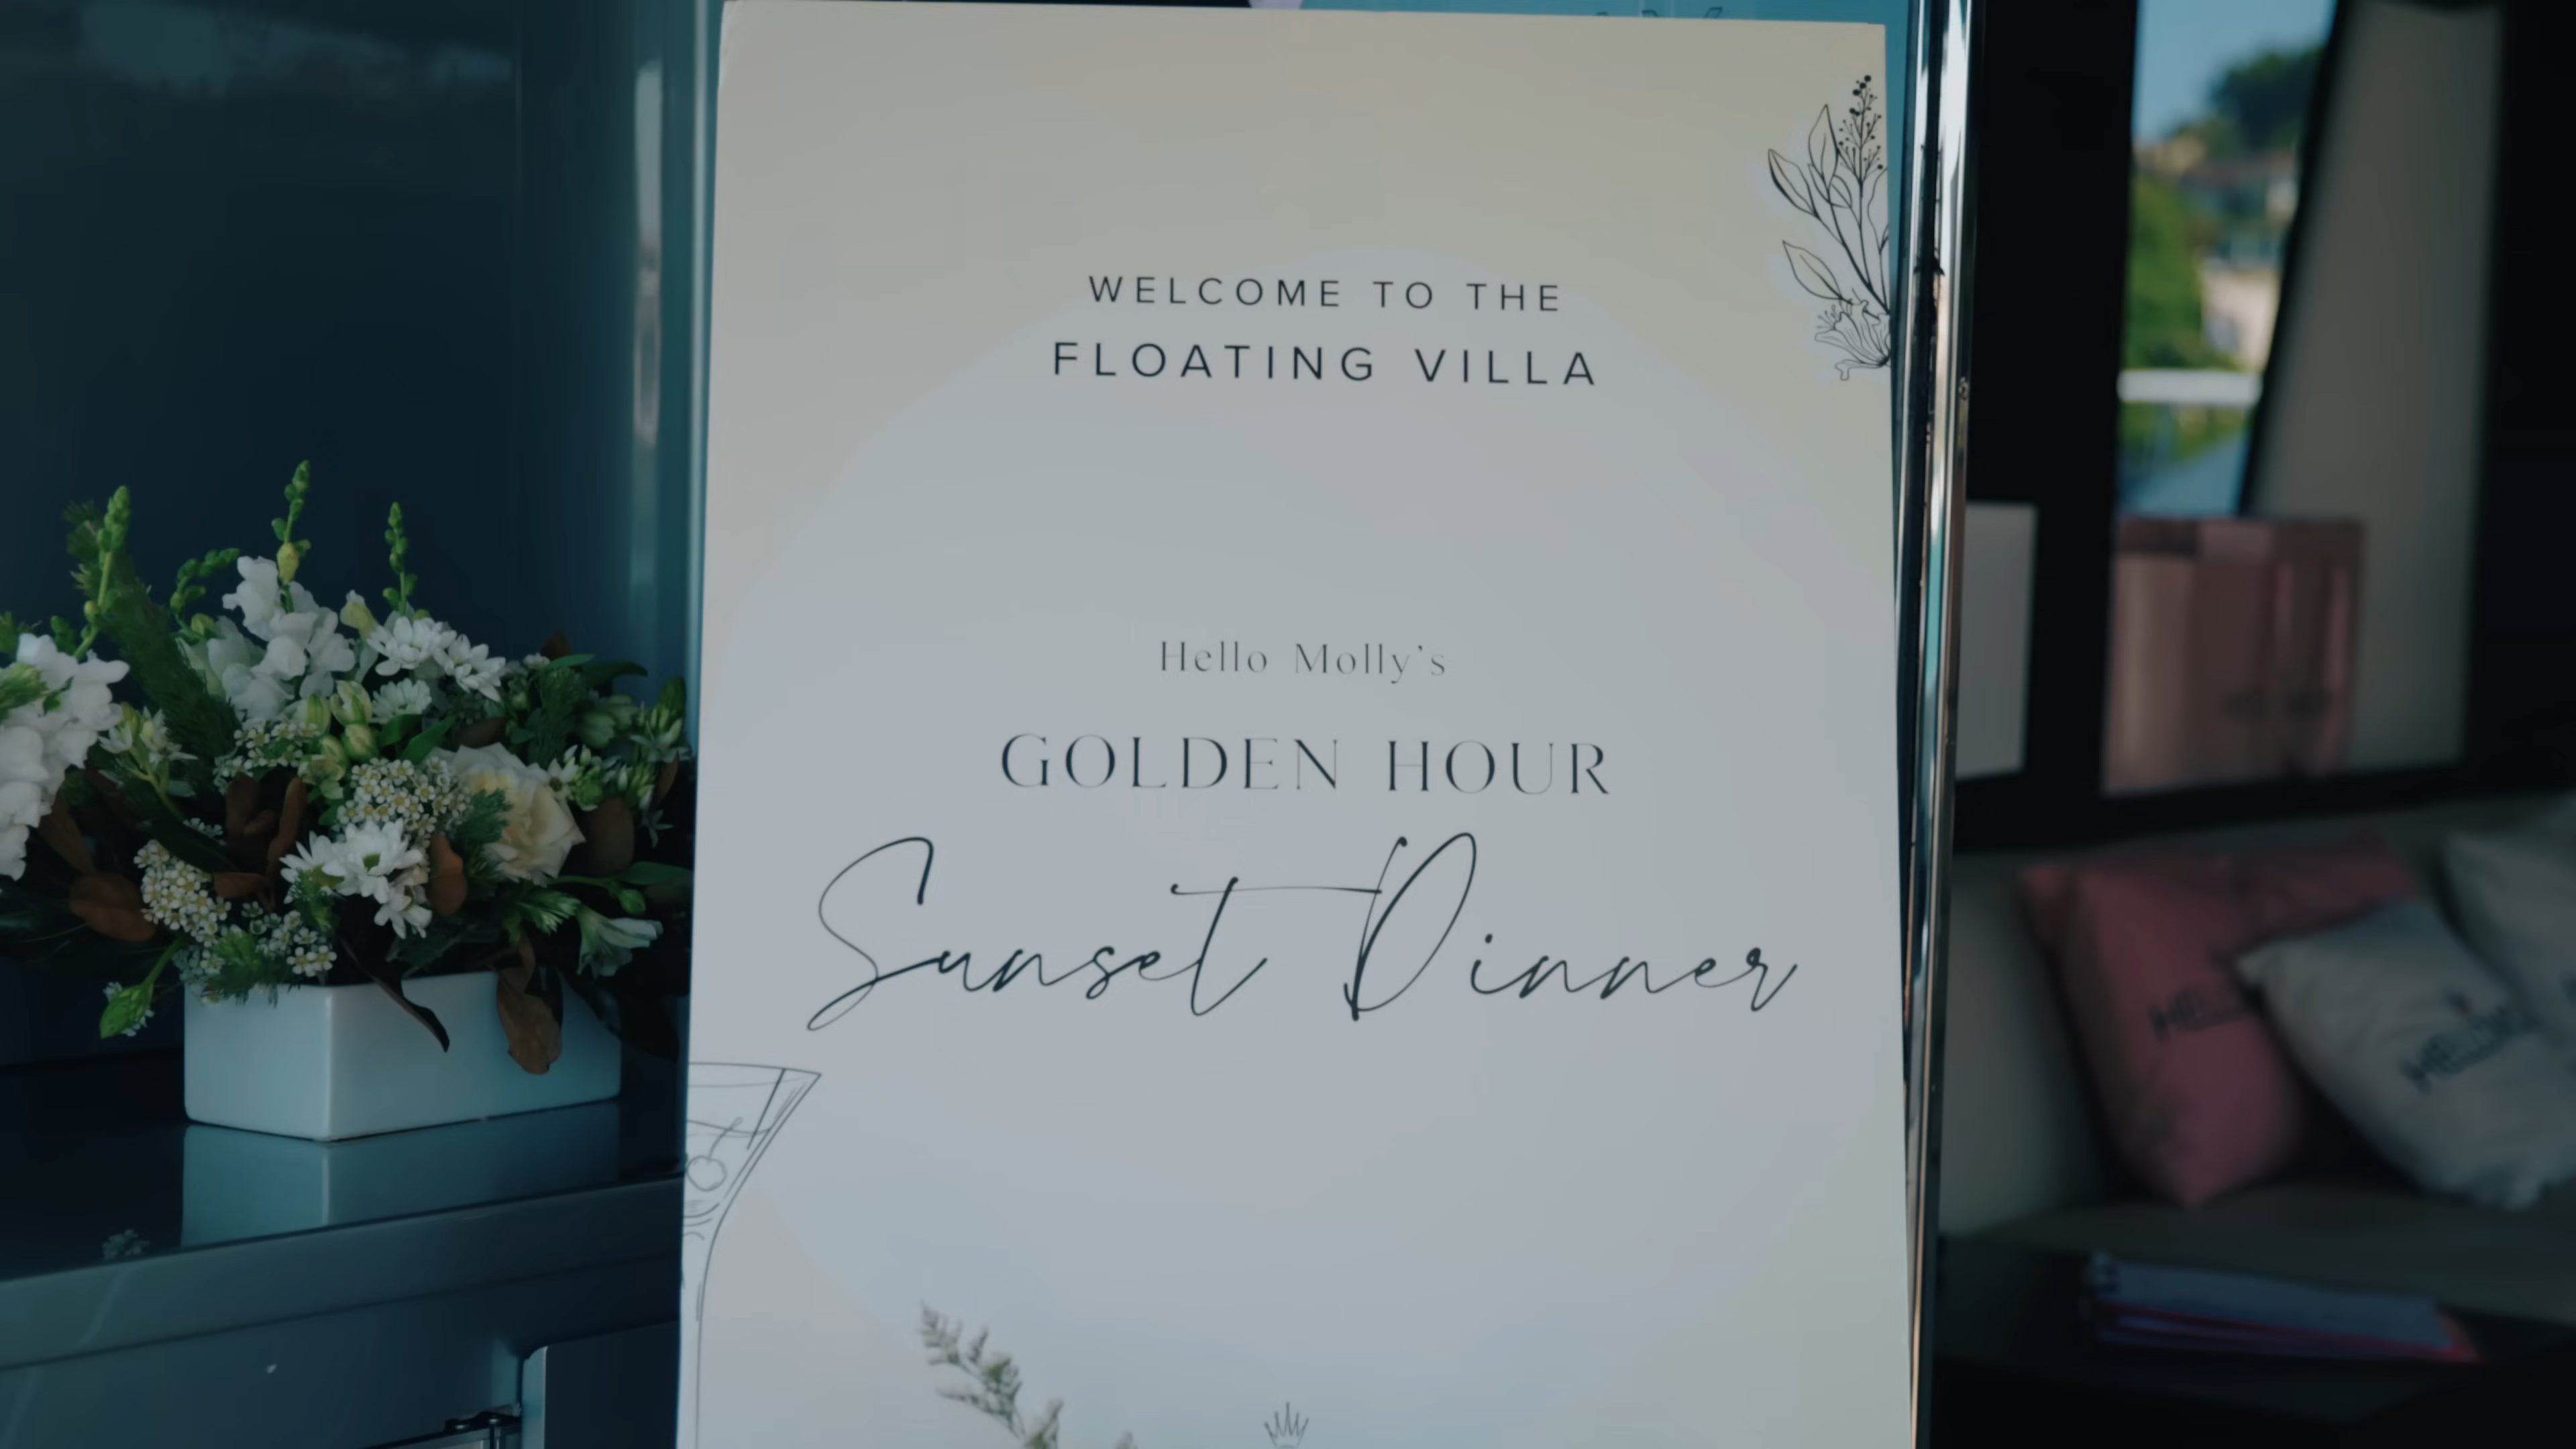 WELCOME TO THE
FLOATING VILLA
Hello Molly's
GOLDEN HOUR
Sunset Dinner